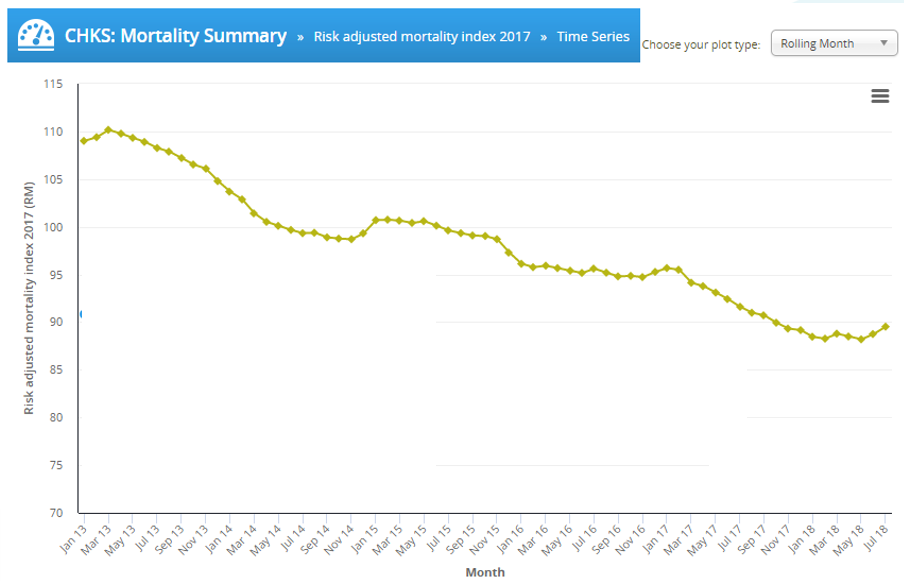 CHKS: Mortality Summary » Risk adjusted mortality index 2017 » Time Series
Choose your plot type: Rolling Month
115
110
105
100
95
90
85
80
75
70
Risk adjusted mortality index 2017 (RM)
Jan 13 Mar 13 May 13 Jul 13 Sep 13 Nov 13 Jan 14 Mar 14 May 14 Jul 14 Sep 14 Nov 14 Jan 15 Mar 15 May 15 Jul 15 Sep 15 Nov 15 Jan 16 Mar 16 May 16 Jul 16 Sep 16 Nov 16 Jan 17 Mar 17 May 17 Jul 17 Sep 17 Nov 17 Jan 18 Mar 18 May 18 Jul 18
Month